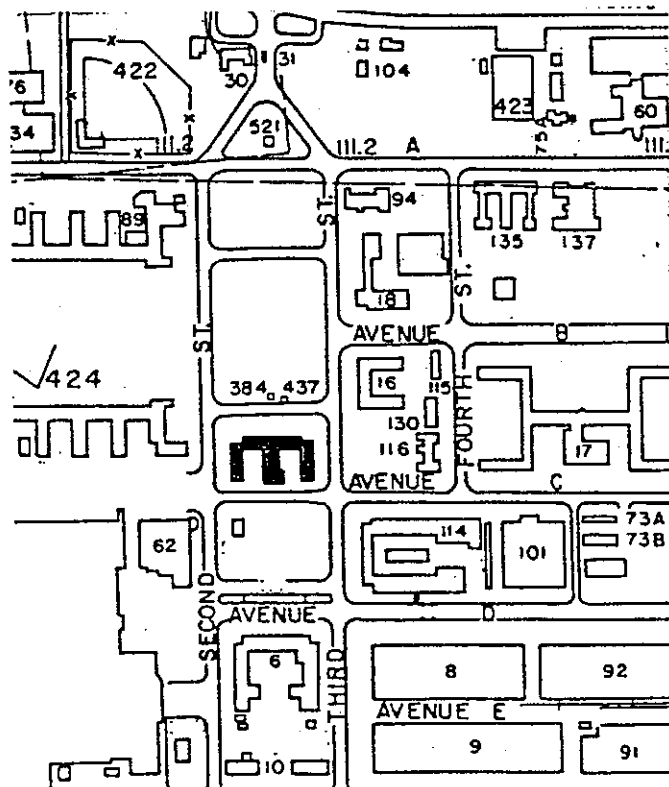 422
30
31
104
423
75A
60
76
34
521
111.2
111.2 A
111.
89
ST.
94
135
137
18
ST.
AVENUE B
ST.
424
384 437
16
115
130
116
FOURTH
17
AVENUE C
62
114
101
73A
73B
SECOND
AVENUE D
6
THIRD
8
92
AVENUE E
10
9
91